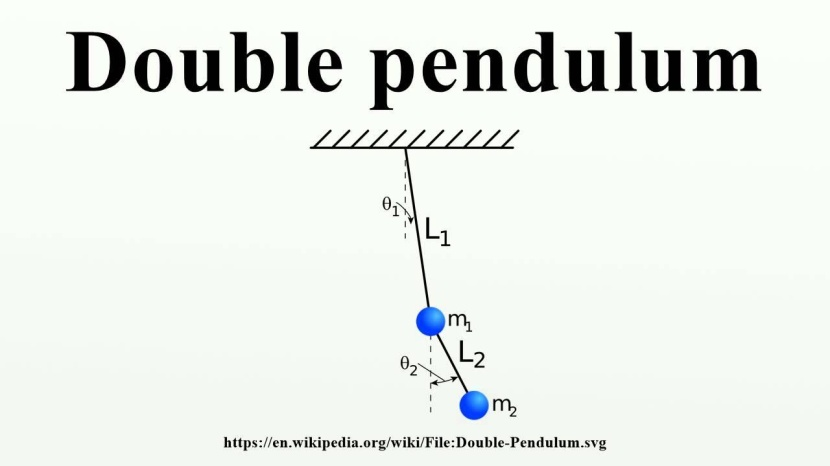 Double pendulum
θ1
L1
m1
L2
θ2
m2
https://en.wikipedia.org/wiki/File:Double-Pendulum.svg